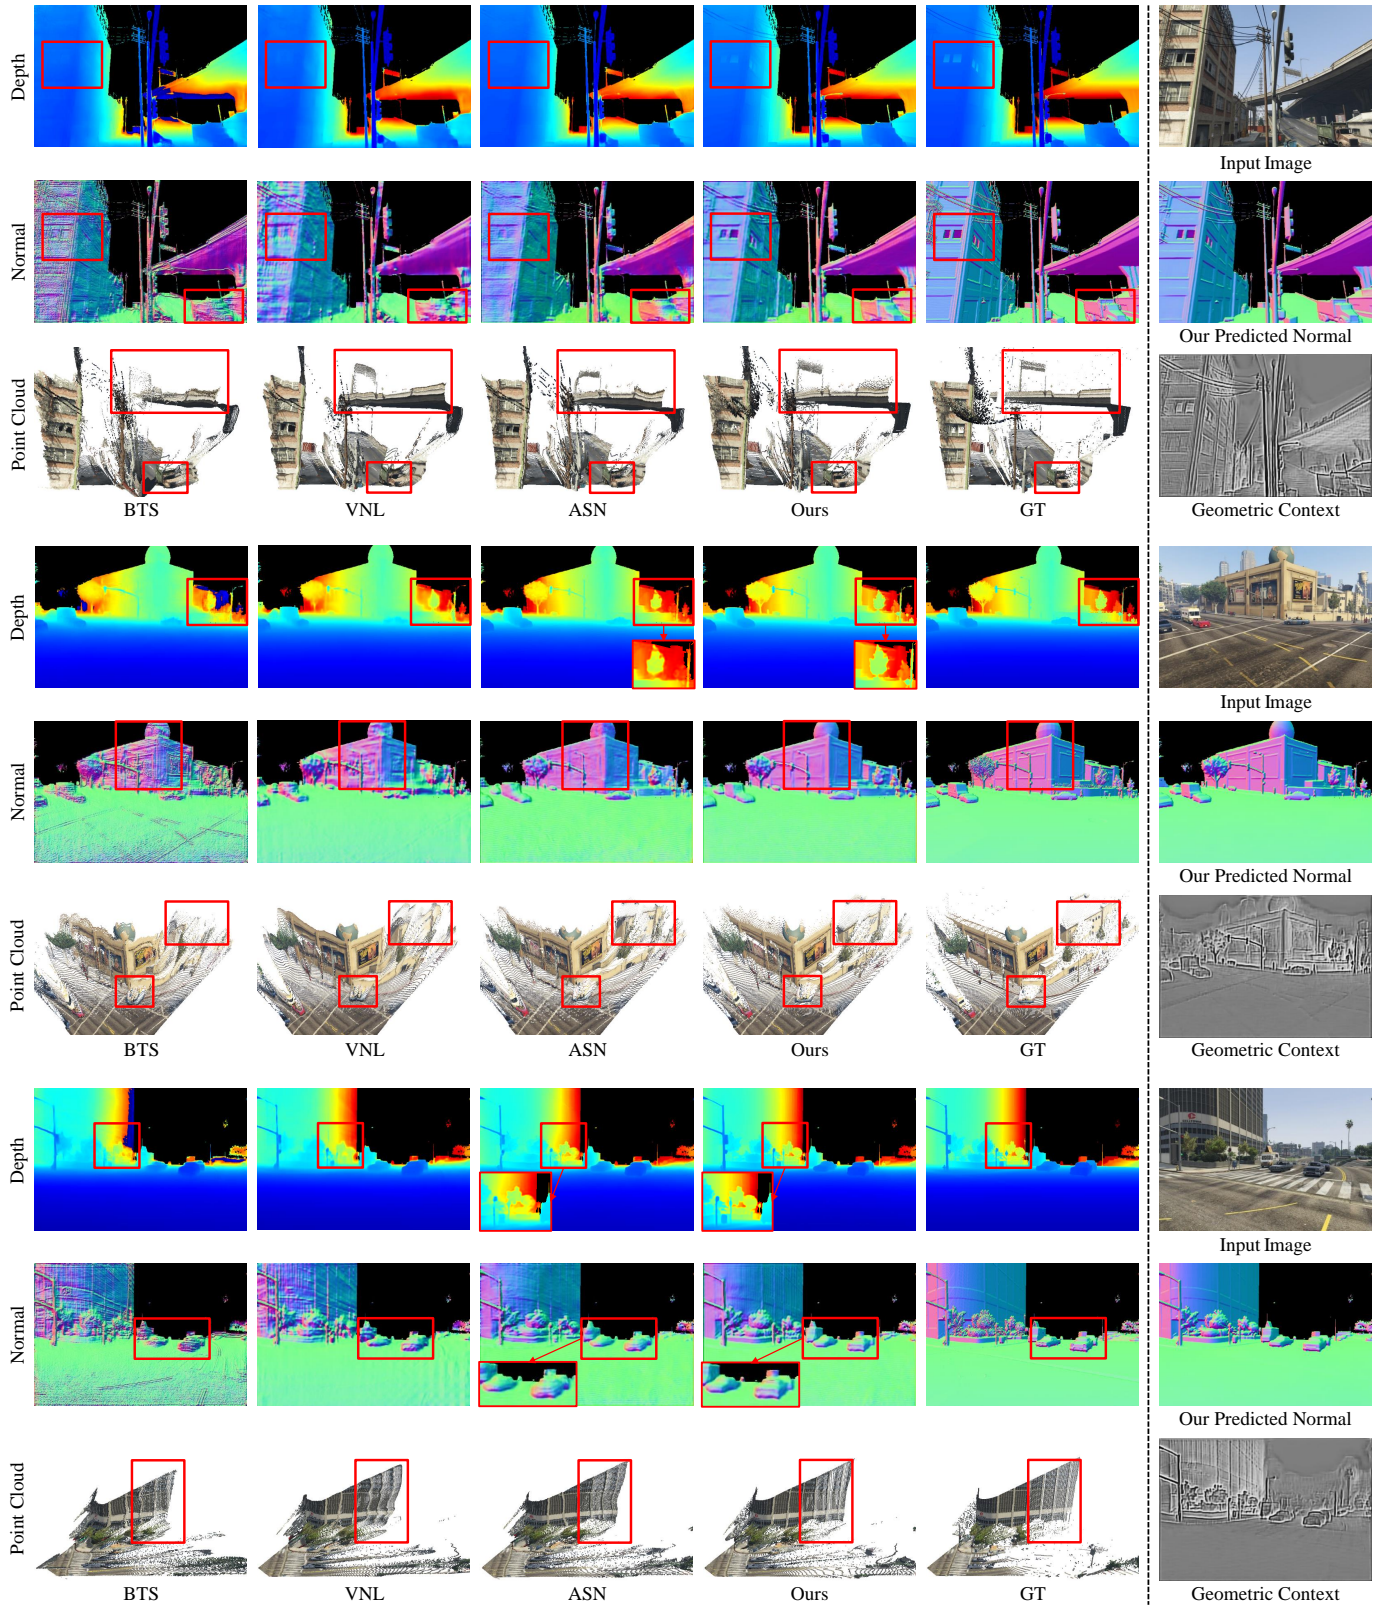 Depth
Input Image
Normal
Our Predicted Normal
Point Cloud
BTS VNL ASN Ours GT Geometric Context
Depth
Input Image
Normal
Our Predicted Normal
Point Cloud
BTS VNL ASN Ours GT Geometric Context
Depth
Input Image
Normal
Our Predicted Normal
Point Cloud
BTS VNL ASN Ours GT Geometric Context